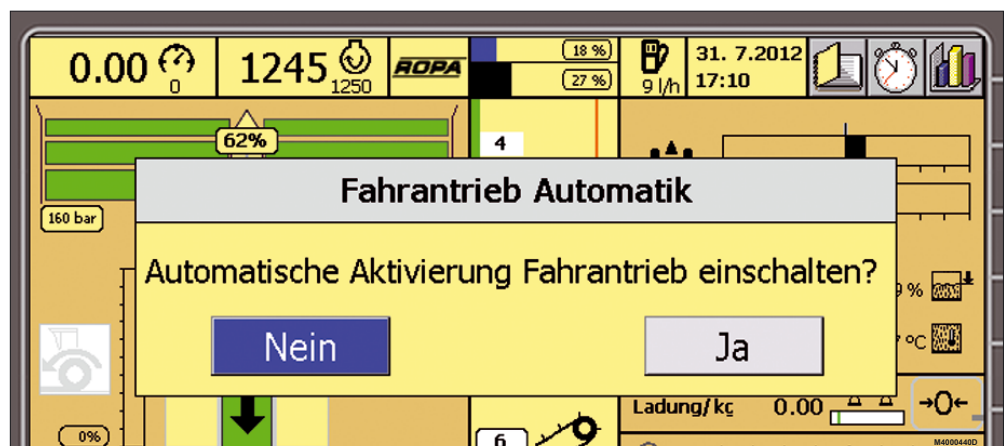 0.00
0
1245
1250
ROPA
18 %
27 %
9 l/h
31. 7.2012
17:10
62%
4
160 bar
Fahrantrieb Automatik
Automatische Aktivierung Fahrantrieb einschalten?
Nein
Ja
9 %
°C
Ladung/kg 0.00
→0←
0%
6
M4000440D